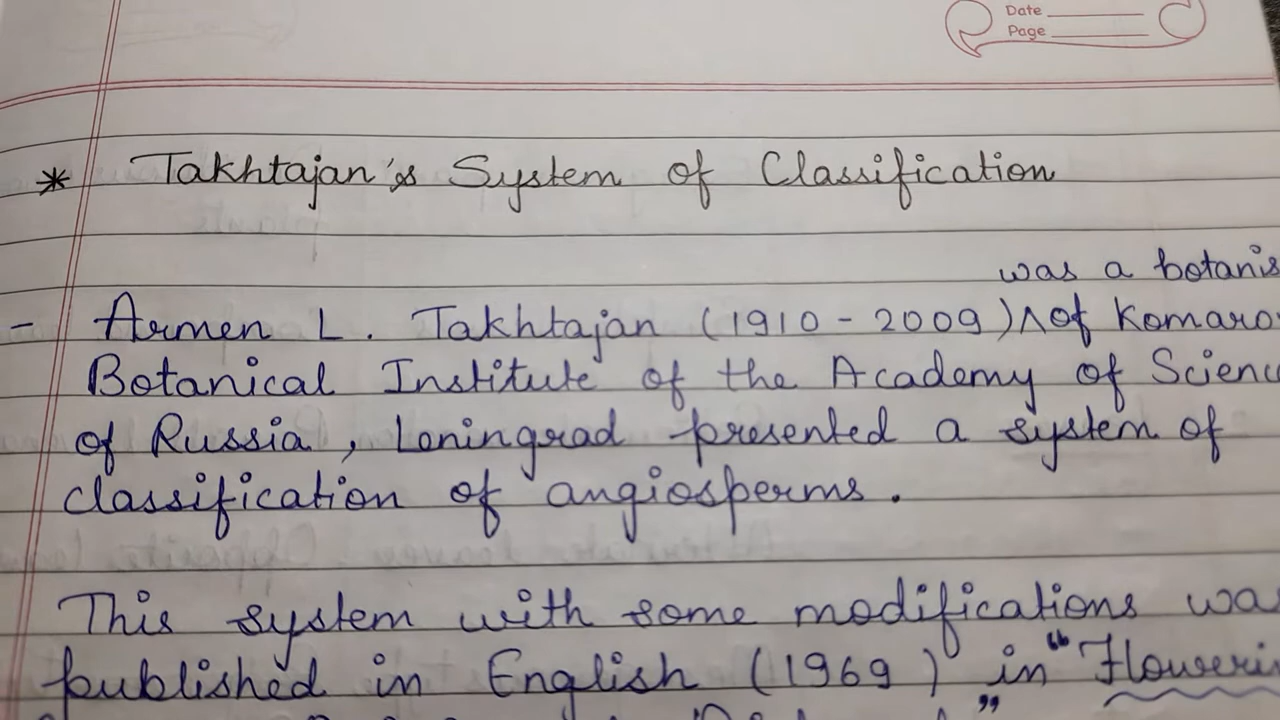 Date
Page
* Takhtajan's System of Classification
was a botanis
- Armen L. Takhtajan (1910 - 2009) ∧ of Komaro
Botanical Institute of the Academy of Scienc
of Russia, Leningrad presented a system of
classification of angiosperms.
This system with some modifications wa
published in English (1969) in "Floweri
"